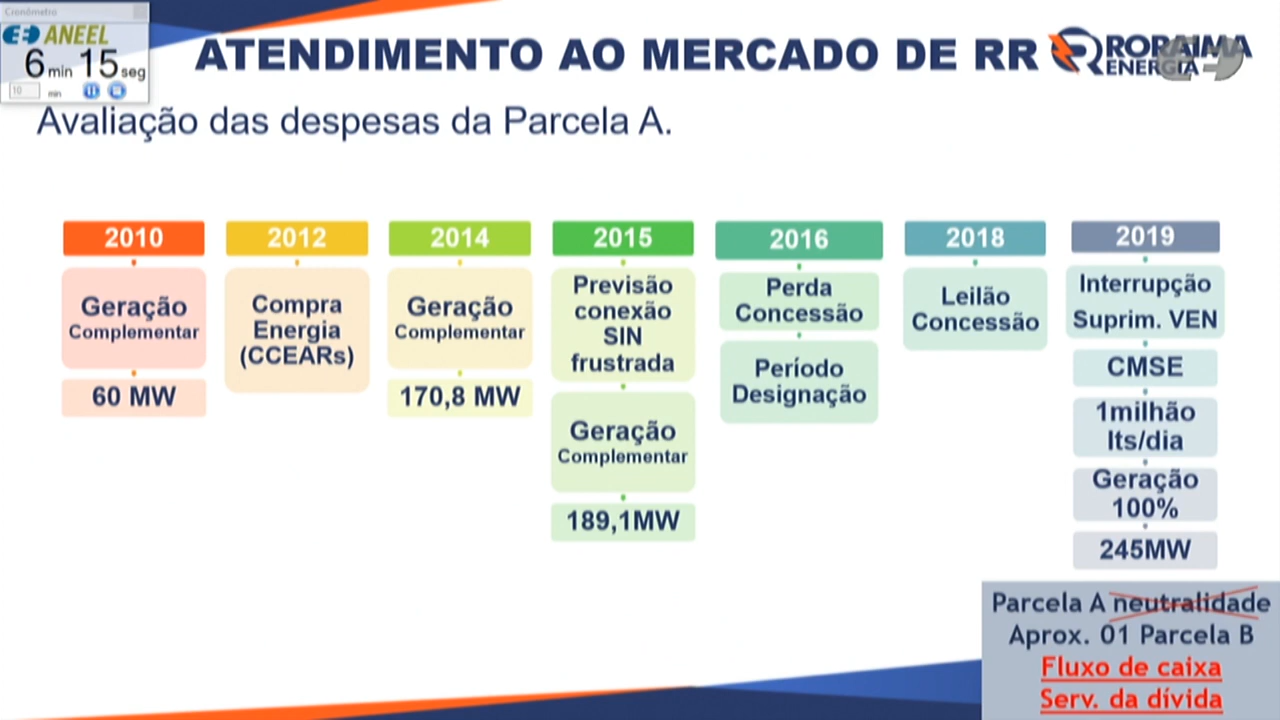 Cronômetro
ANEEL
6 min 15 seg
10 min
ATENDIMENTO AO MERCADO DE RR
RORAIMA
ENERGIA
Avaliação das despesas da Parcela A.
2010
Geração
Complementar
60 MW
2012
Compra
Energia
(CCEARs)
2014
Geração
Complementar
170,8 MW
2015
Previsão
conexão
SIN
frustrada
Geração
Complementar
189,1MW
2016
Perda
Concessão
Período
Designação
2018
Leilão
Concessão
2019
Interrupção
Suprim. VEN
CMSE
1milhão
lts/dia
Geração
100%
245MW
Parcela A neutralidade
Aprox. 01 Parcela B
Fluxo de caixa
Serv. da dívida